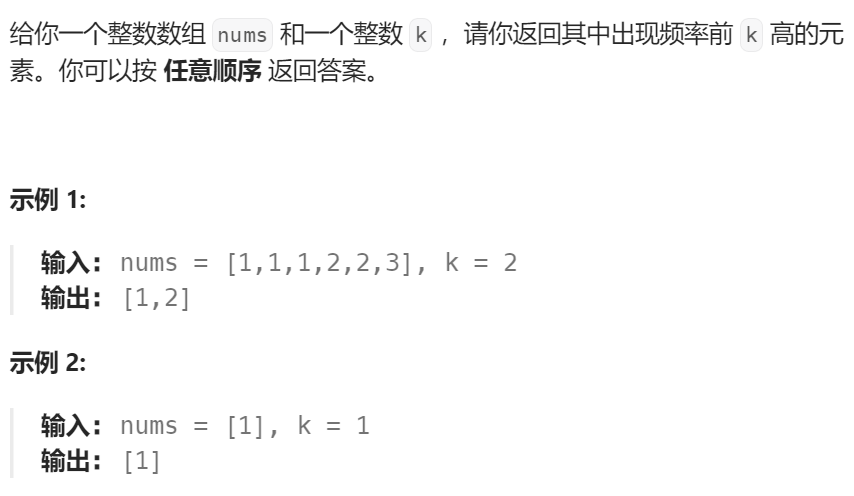 给你一个整数数组 nums 和一个整数 k ，请你返回其中出现频率前 k 高的元
素。你可以按 任意顺序 返回答案。
示例 1:
输入：nums = [1,1,1,2,2,3], k = 2
输出：[1,2]
示例 2:
输入：nums = [1], k = 1
输出：[1]